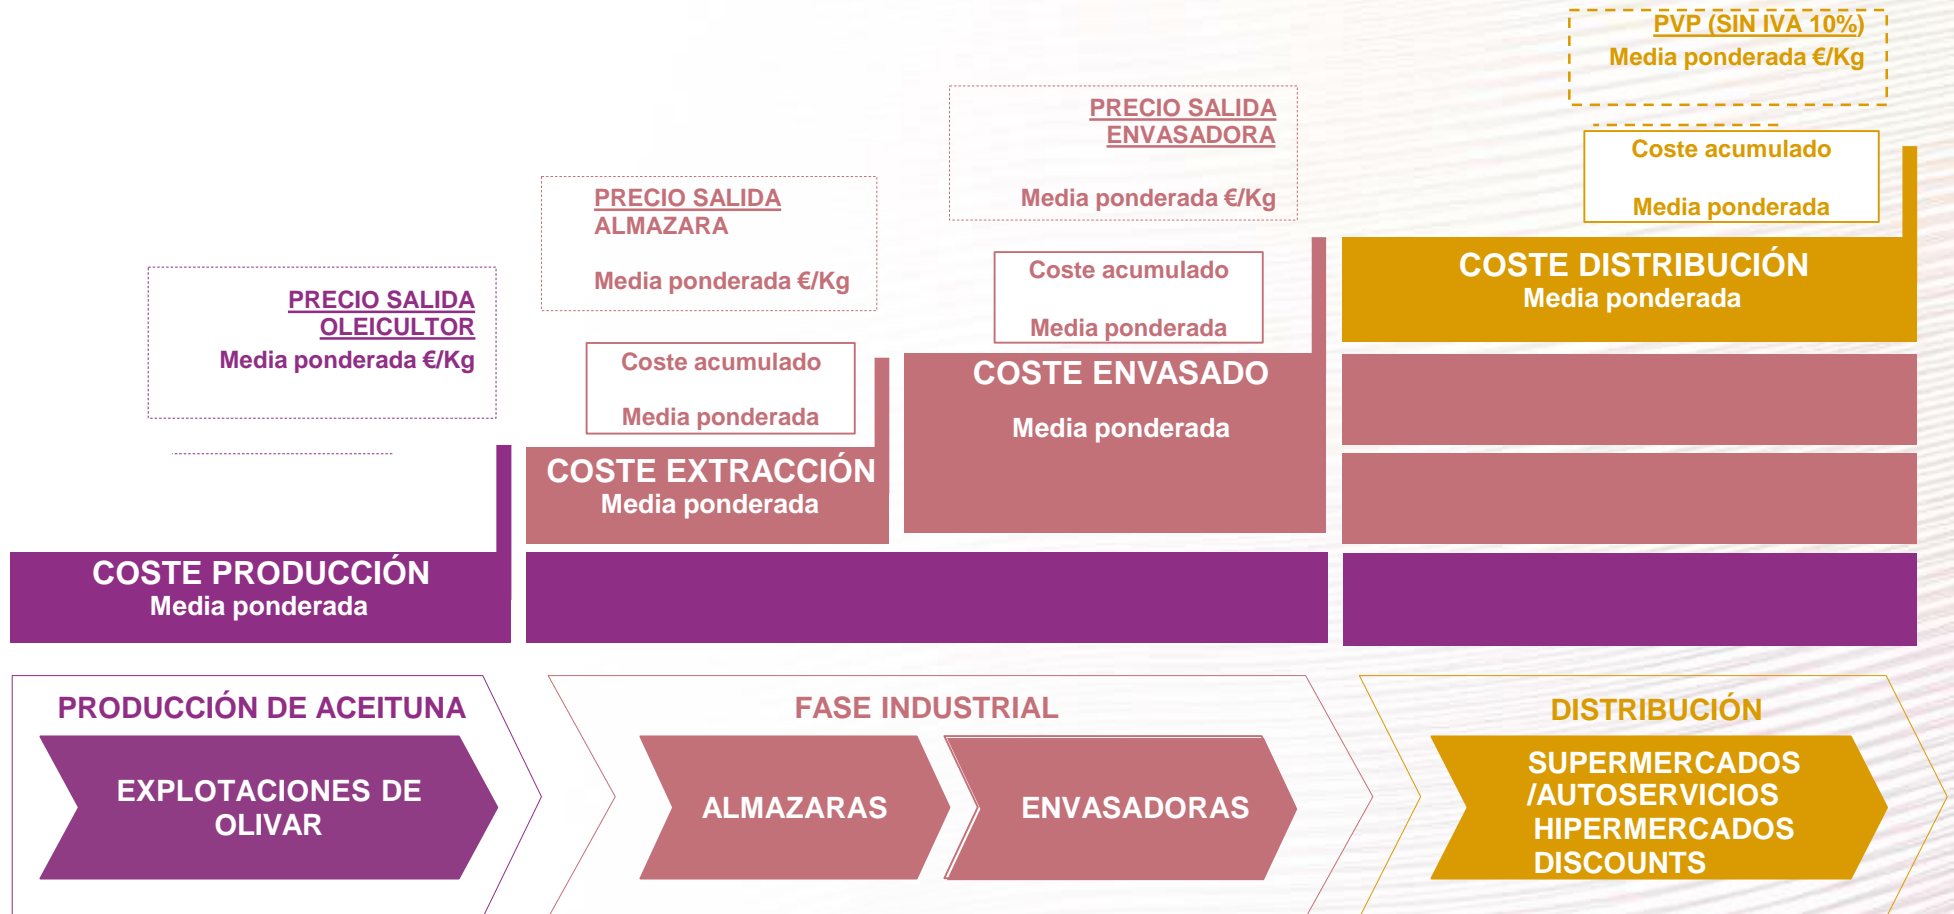 PVP (SIN IVA 10%)
Media ponderada €/Kg
Coste acumulado
Media ponderada
PRECIO SALIDA
ENVASADORA
Media ponderada €/Kg
Coste acumulado
Media ponderada
PRECIO SALIDA
ALMAZARA
Media ponderada €/Kg
Coste acumulado
Media ponderada
PRECIO SALIDA
OLEICULTOR
Media ponderada €/Kg
COSTE DISTRIBUCIÓN
Media ponderada
COSTE ENVASADO
Media ponderada
COSTE EXTRACCIÓN
Media ponderada
COSTE PRODUCCIÓN
Media ponderada
PRODUCCIÓN DE ACEITUNA
EXPLOTACIONES DE
OLIVAR
FASE INDUSTRIAL
ALMAZARAS
ENVASADORAS
DISTRIBUCIÓN
SUPERMERCADOS
/AUTOSERVICIOS
HIPERMERCADOS
DISCOUNTS